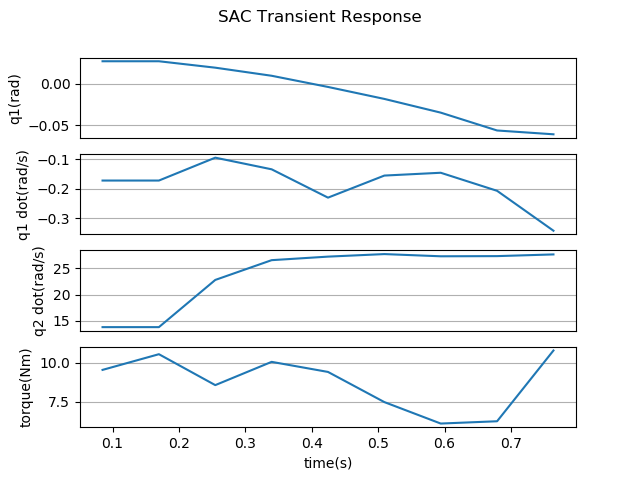 SAC Transient Response
q1(rad)
0.00
−0.05
q1 dot(rad/s)
−0.1
−0.2
−0.3
q2 dot(rad/s)
25
20
15
torque(Nm)
10.0
7.5
0.1 0.2 0.3 0.4 0.5 0.6 0.7
time(s)